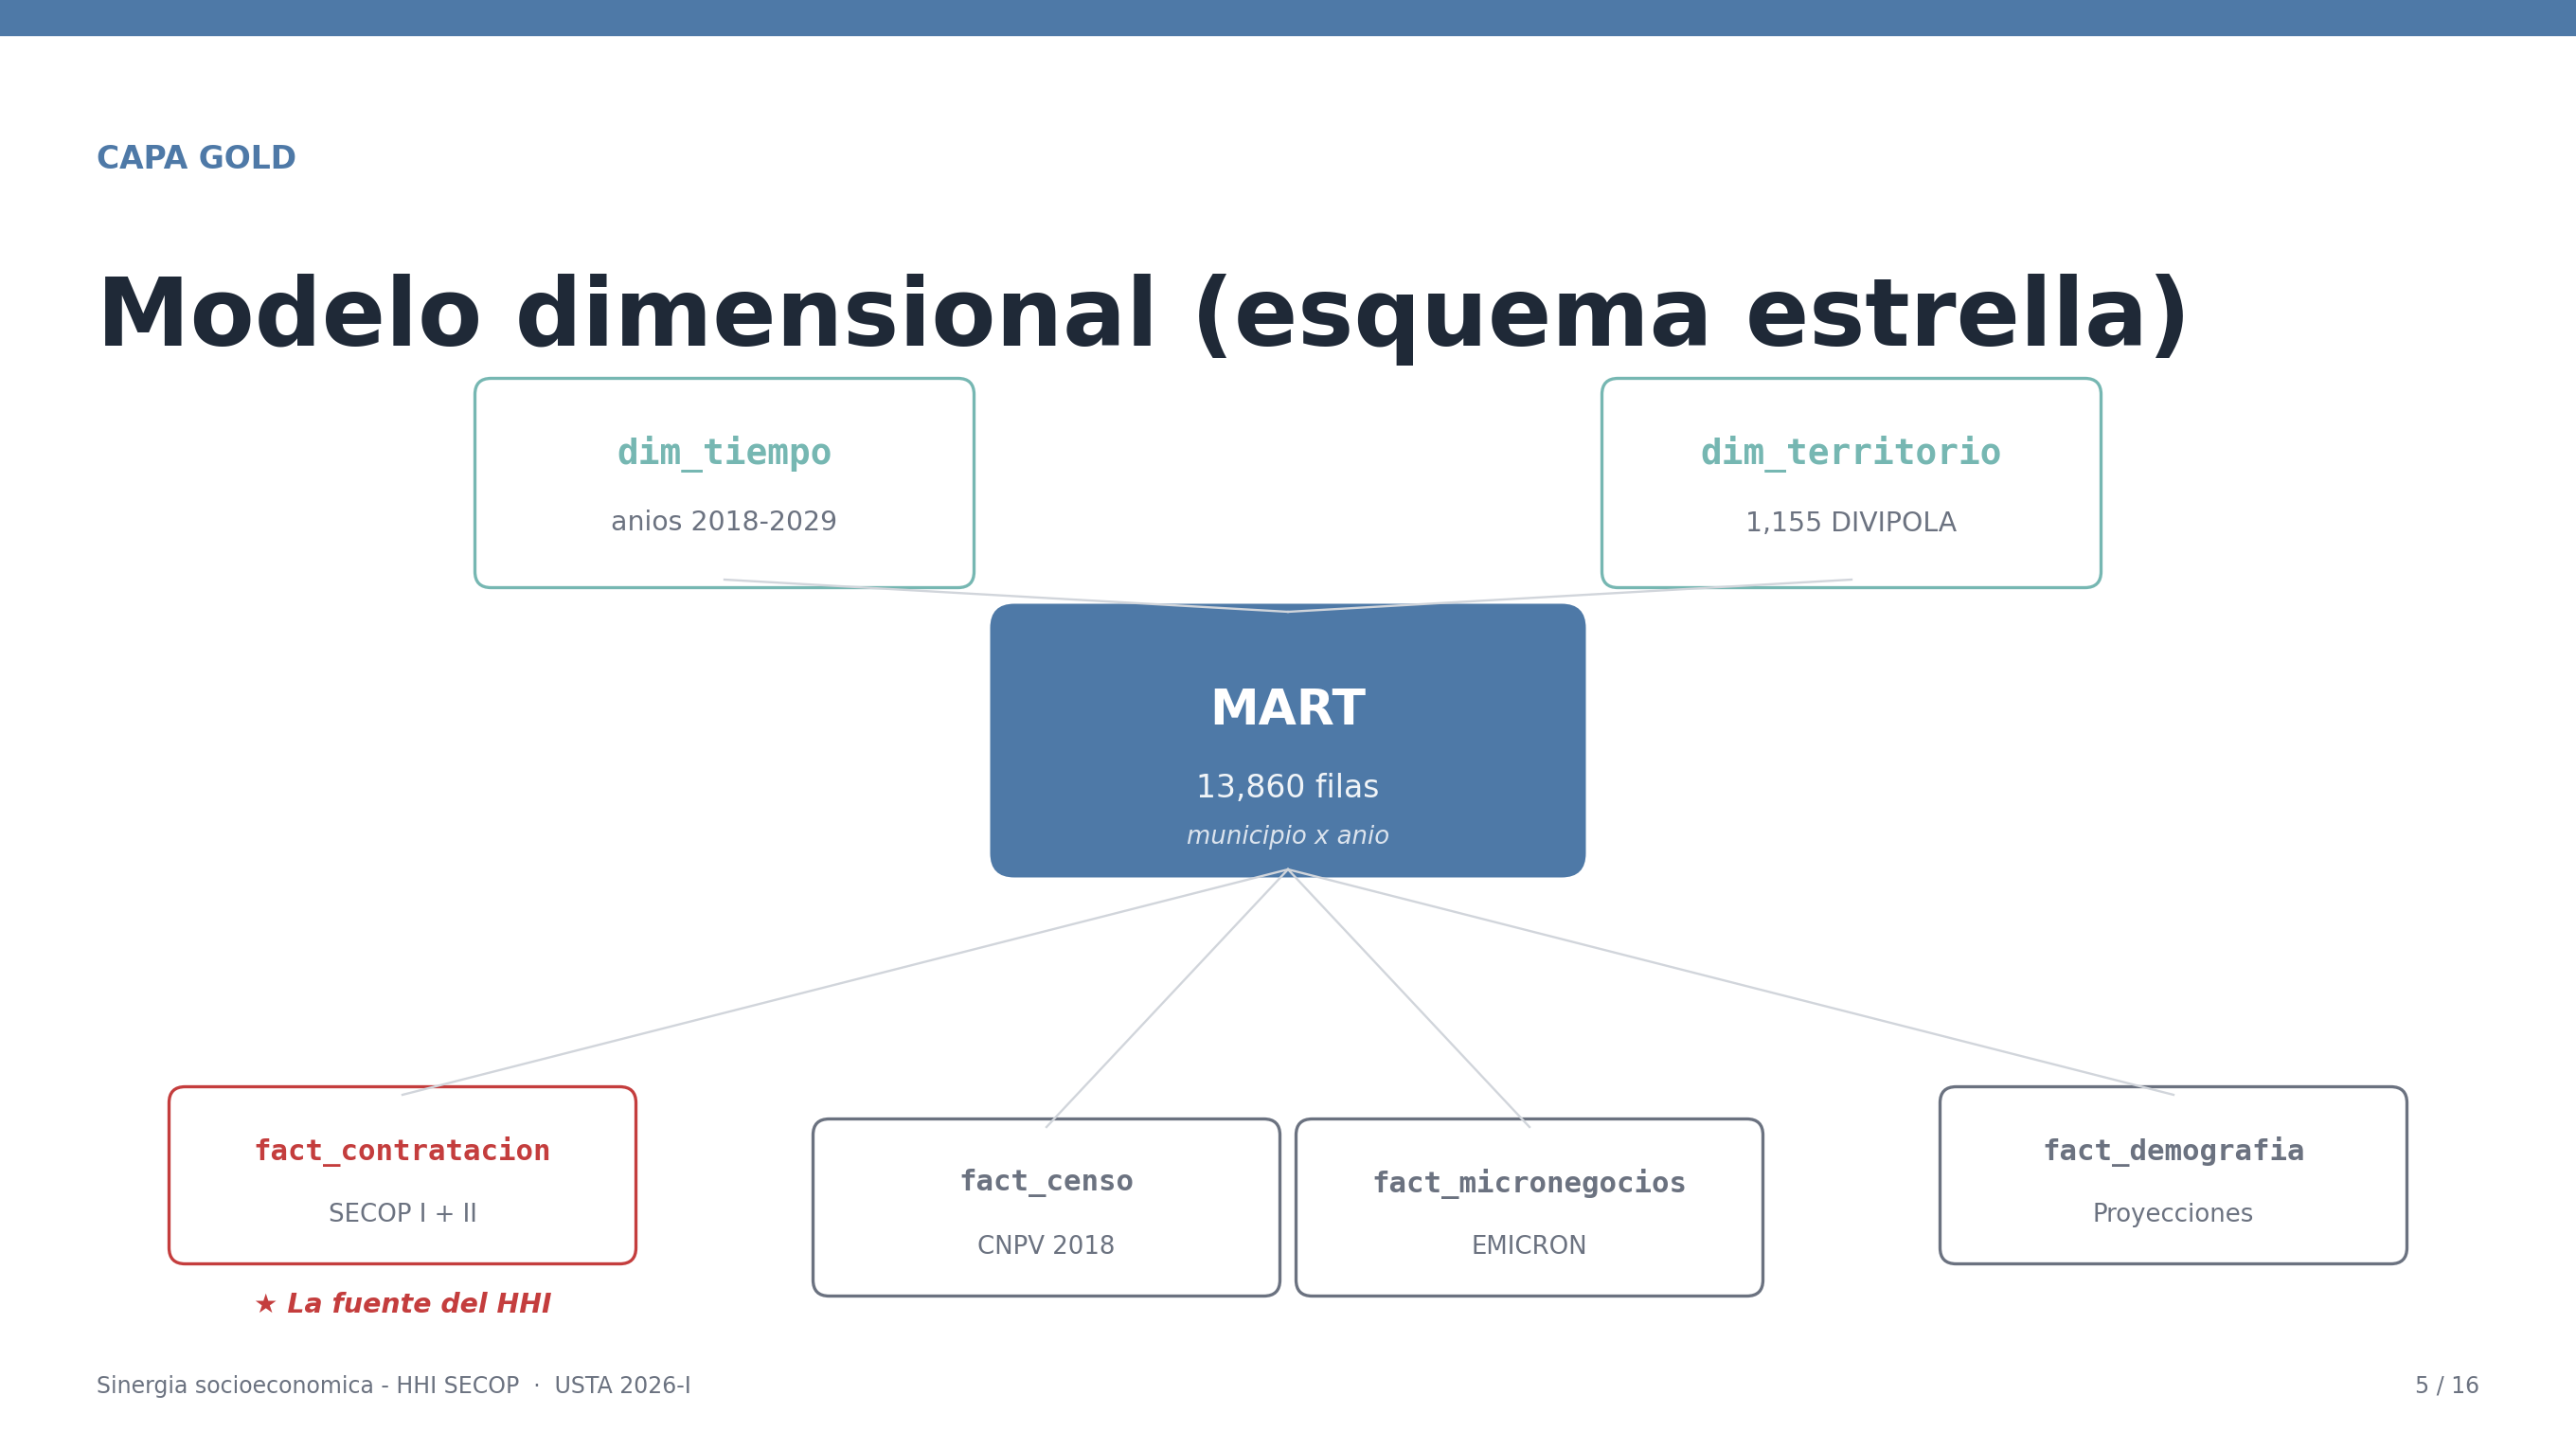 CAPA GOLD
Modelo dimensional (esquema estrella)
dim_tiempo
anios 2018-2029
dim_territorio
1,155 DIVIPOLA
MART
13,860 filas
municipio x anio
fact_contratacion
SECOP I + II
★ La fuente del HHI
fact_censo
CNPV 2018
fact_micronegocios
EMICRON
fact_demografia
Proyecciones
Sinergia socioeconomica - HHI SECOP · USTA 2026-I
5 / 16